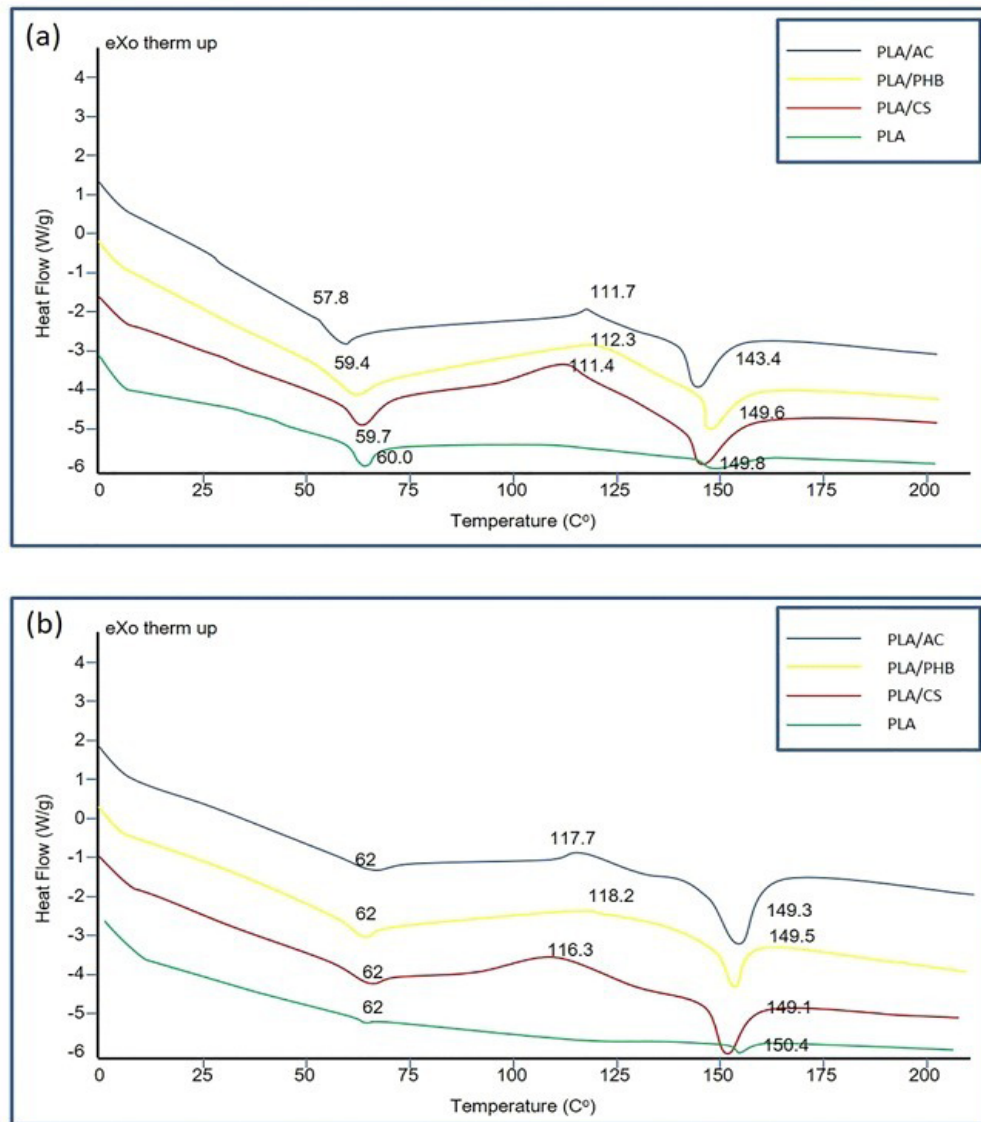 (a)
eXo therm up
PLA/AC
PLA/PHB
PLA/CS
PLA
4
3
2
1
0
-1
-2
-3
-4
-5
-6
Heat Flow (W/g)
57.8
111.7
59.4
112.3
111.4
143.4
59.7
60.0
149.6
149.8
0 25 50 75 100 125 150 175 200
Temperature (Cº)
(b)
eXo therm up
PLA/AC
PLA/PHB
PLA/CS
PLA
4
3
2
1
0
-1
-2
-3
-4
-5
-6
Heat Flow (W/g)
62
117.7
62
118.2
149.3
149.5
62
116.3
62
149.1
150.4
0 25 50 75 100 125 150 175 200
Temperature (Cº)